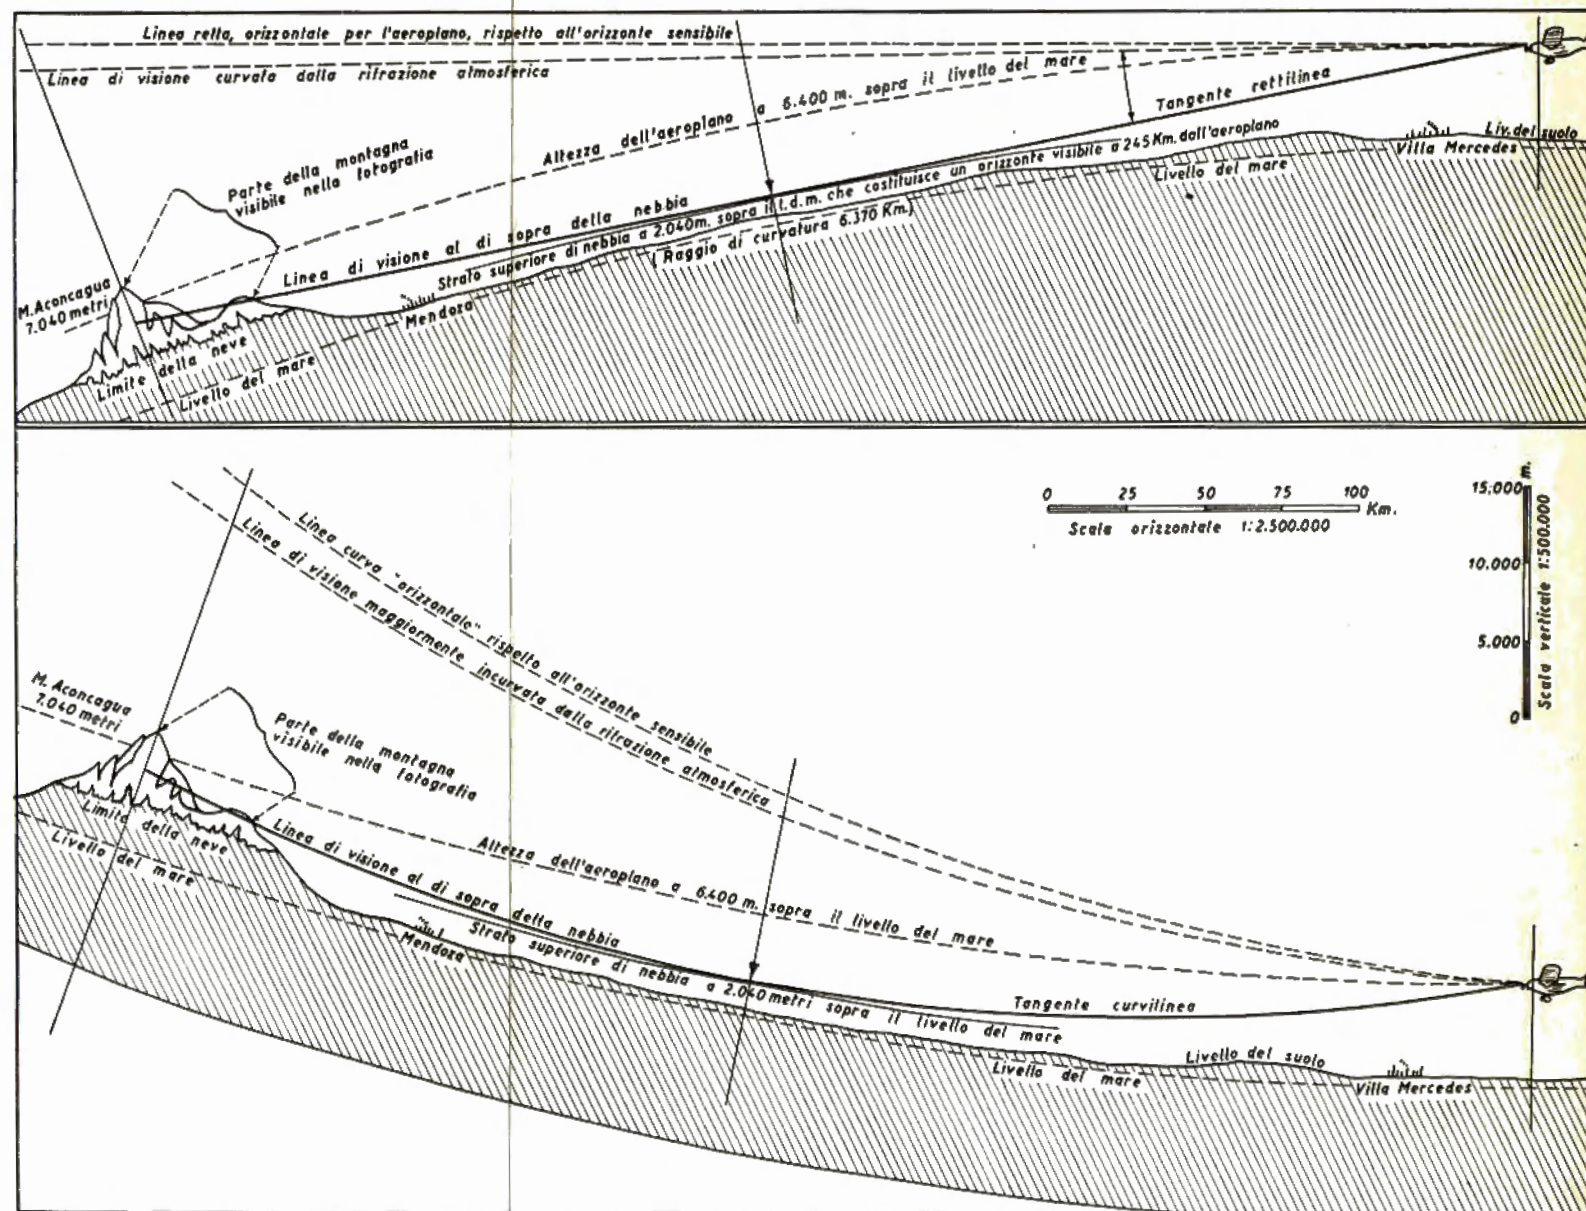 Linea retta, orizzontale per l'aeroplano, rispetto all'orizzonte sensibile
Linea di visione curvata dalla rifrazione atmosferica
Altezza dell'aeroplano a 6.400 m. sopra il livello del mare
Tangente rettilinea
Parte della montagna
visibile nella fotografia
Liv. del suolo
Villa Mercedes
Livello del mare
Linea di visione al di sopra della nebbia
Strato superiore di nebbia a 2.040 m. sopra il l.d.m. che costituisce un orizzonte visibile a 245 Km. dall'aeroplano
(Raggio di curvatura 6.370 Km.)
M. Aconcagua
7.040 metri
Mendoza
Limite della neve
Livello del mare
0 25 50 75 100
Km.
Scala orizzontale 1:2.500.000
15.000 m.
10.000
5.000
0
Scala verticale 1:500.000
Linea curva "orizzontale" rispetto all'orizzonte sensibile
Linea di visione maggiormente incurvata dalla rifrazione atmosferica
M. Aconcagua
7.040 metri
Parte della montagna
visibile nella fotografia
Limite della neve
Livello del mare
Linea di visione al di sopra della nebbia
Altezza dell'aeroplano a 6.400 m. sopra il livello del mare
Strato superiore di nebbia a 2.040 metri sopra il livello del mare
Mendoza
Tangente curvilinea
Livello del suolo
Livello del mare
Villa Mercedes